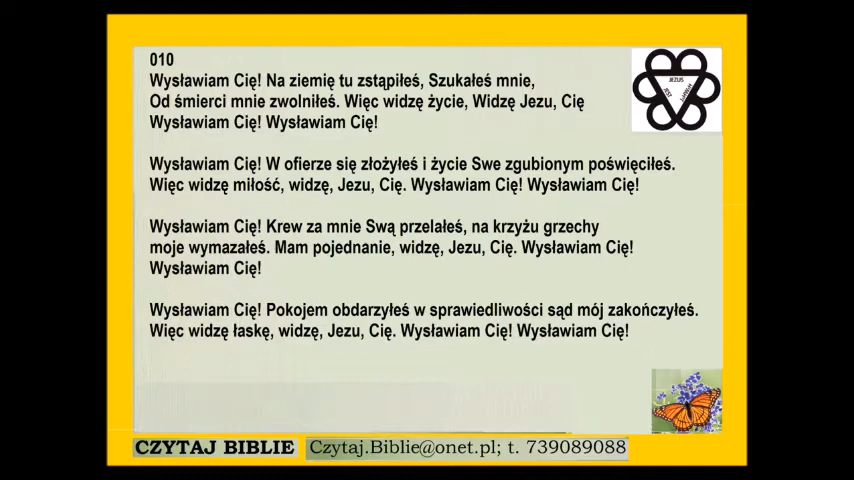 010
Wysławiam Cię! Na ziemię tu zstąpiłeś, Szukałeś mnie,
Od śmierci mnie zwolniłeś. Więc widzę życie, Widzę Jezu, Cię
Wysławiam Cię! Wysławiam Cię!
Wysławiam Cię! W ofierze się złożyłeś i życie Swe zgubionym poświęciłeś.
Więc widzę miłość, widzę, Jezu, Cię. Wysławiam Cię! Wysławiam Cię!
Wysławiam Cię! Krew za mnie Swą przelałeś, na krzyżu grzechy
moje wymazałeś. Mam pojednanie, widzę, Jezu, Cię. Wysławiam Cię!
Wysławiam Cię!
Wysławiam Cię! Pokojem obdarzyłeś w sprawiedliwości sąd mój zakończyłeś.
Więc widzę łaskę, widzę, Jezu, Cię. Wysławiam Cię! Wysławiam Cię!
JEZUS
JEST
CZYTAJ BIBLIE
Czytaj.Biblie@onet.pl; t. 739089088